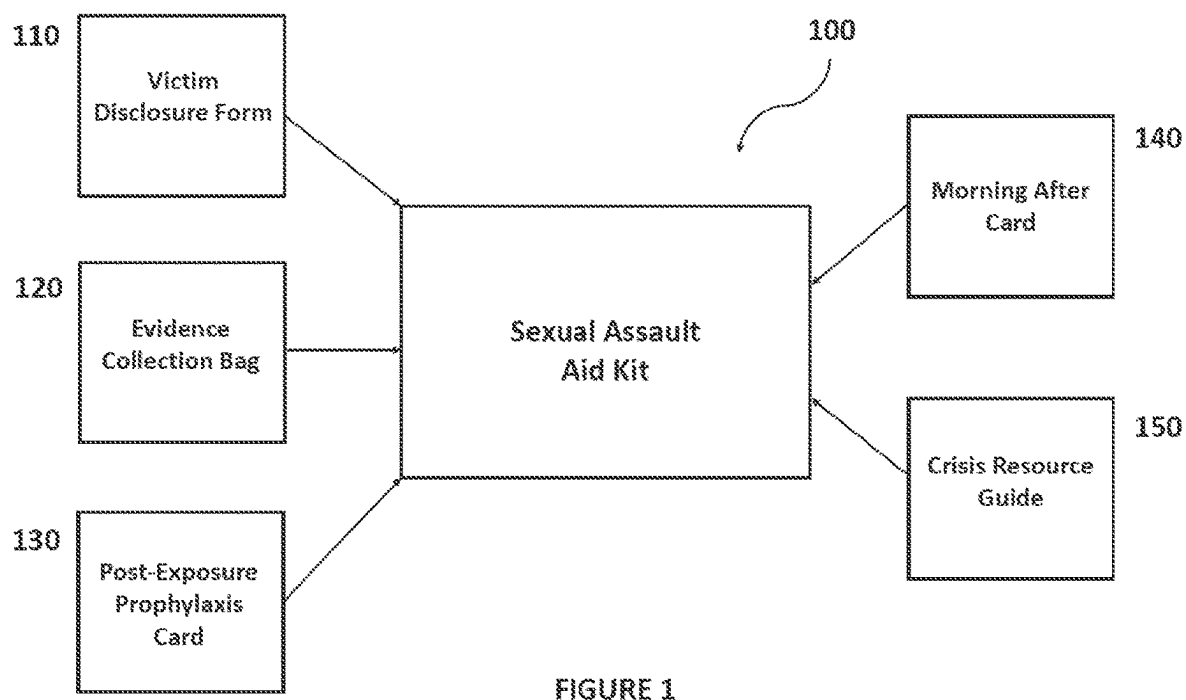 110
Victim
Disclosure Form
100
140
Morning After
Card
120
Evidence
Collection Bag
Sexual Assault
Aid Kit
150
Crisis Resource
Guide
130
Post-Exposure
Prophylaxis
Card
FIGURE 1